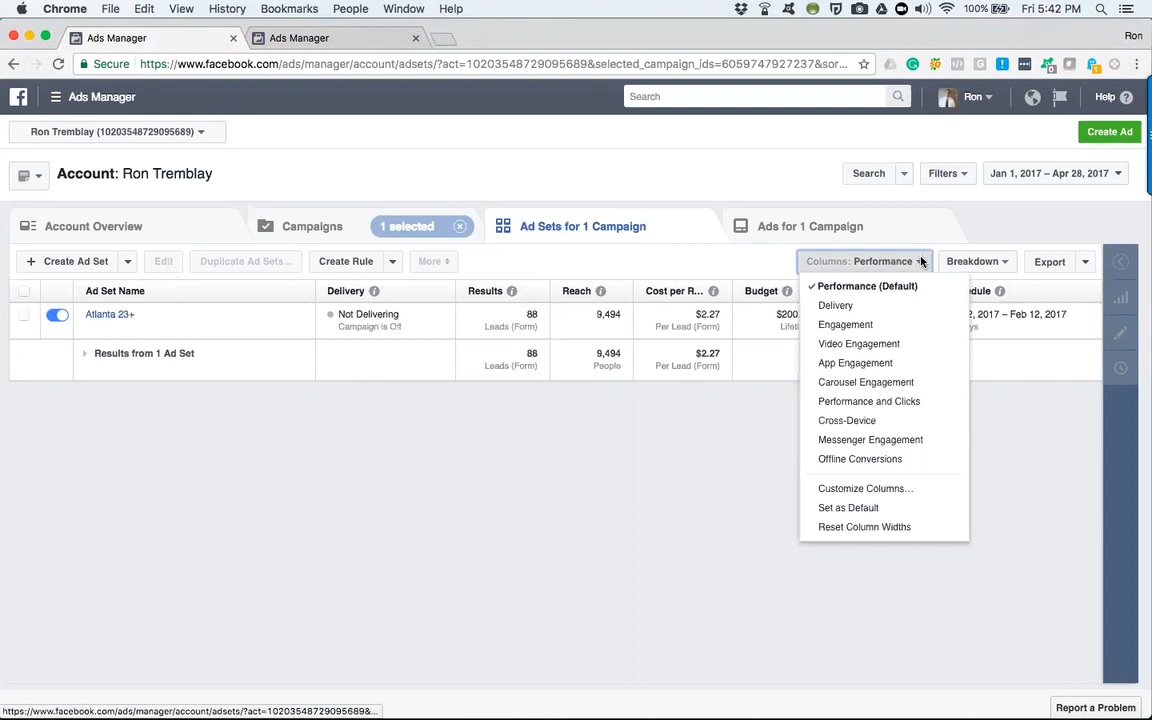 Chrome File Edit View History Bookmarks People Window Help 100% Fri 5:42 PM
Ads Manager Ads Manager Ron
Secure https://www.facebook.com/ads/manager/account/adsets/?act=10203548729095689&selected_campaign_ids=6059747927237&sor...
Ads Manager Search Ron Help
Ron Tremblay (10203548729095689) Create Ad
Account: Ron Tremblay Search Filters Jan 1, 2017 – Apr 28, 2017
Account Overview Campaigns 1 selected Ad Sets for 1 Campaign Ads for 1 Campaign
+ Create Ad Set Edit Duplicate Ad Sets... Create Rule More Columns: Performance Breakdown Export
Ad Set Name Delivery Results Reach Cost per R... Budget
Atlanta 23+ Not Delivering 88 9,494 $2.27 $200. 2, 2017 – Feb 12, 2017
Campaign is Off Leads (Form) Per Lead (Form)
Results from 1 Ad Set 88 9,494 $2.27
Leads (Form) People Per Lead (Form)
Performance (Default)
Delivery
Engagement
Video Engagement
App Engagement
Carousel Engagement
Performance and Clicks
Cross-Device
Messenger Engagement
Offline Conversions
Customize Columns...
Set as Default
Reset Column Widths
https://www.facebook.com/ads/manager/account/adsets/?act=1020354872909568​9&... Report a Problem